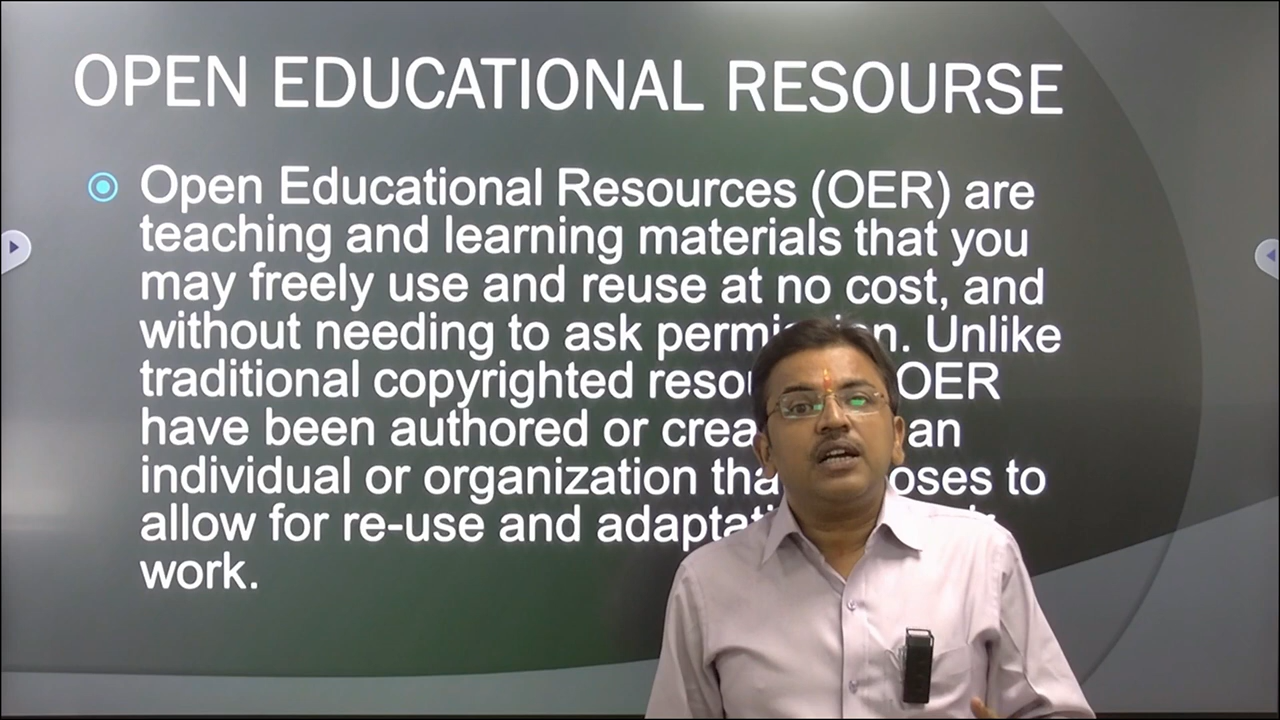 OPEN EDUCATIONAL RESOURSE
Open Educational Resources (OER) are
teaching and learning materials that you
may freely use and reuse at no cost, and
without needing to ask Unlike
traditional copyrighted OER
have been authored or an
individual or organization to
allow for re-use and
work.